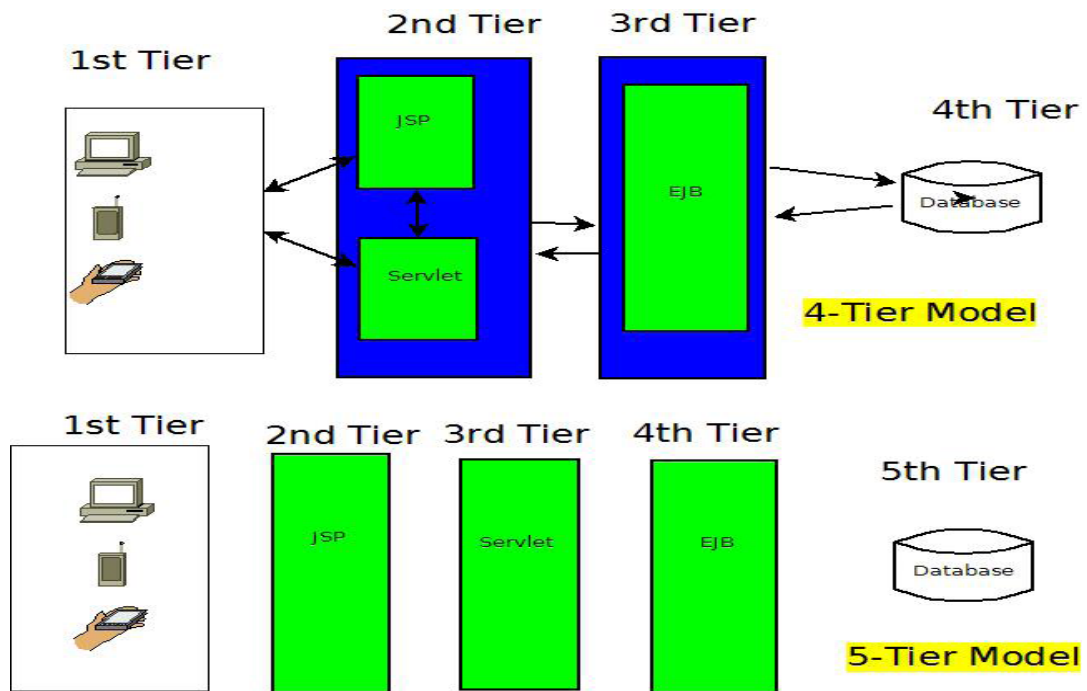 1st Tier
2nd Tier
3rd Tier
4th Tier
JSP
EJB
Servlet
Database
4-Tier Model
1st Tier
2nd Tier
3rd Tier
4th Tier
5th Tier
JSP
Servlet
EJB
Database
5-Tier Model